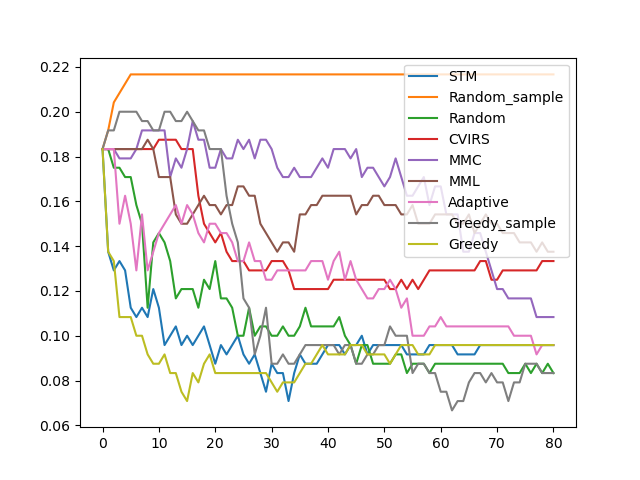 0.22
0.20
0.18
0.16
0.14
0.12
0.10
0.08
0.06
0 10 20 30 40 50 60 70 80
STM
Random_sample
Random
CVIRS
MMC
MML
Adaptive
Greedy_sample
Greedy